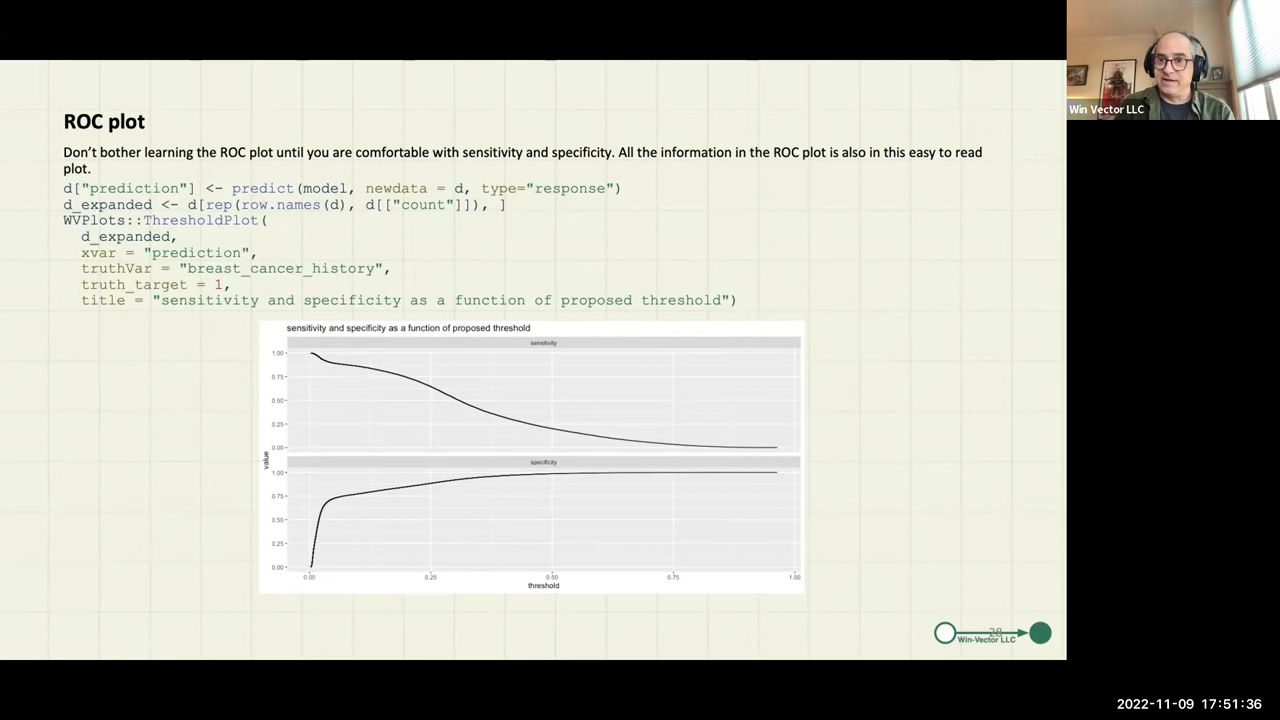 ROC plot
Don’t bother learning the ROC plot until you are comfortable with sensitivity and specificity. All the information in the ROC plot is also in this easy to read
plot.
d["prediction"] <- predict(model, newdata = d, type="response")
d_expanded <- d[rep(row.names(d), d[["count"]]), ]
WVPlots::ThresholdPlot(
d_expanded,
xvar = "prediction",
truthVar = "breast_cancer_history",
truth_target = 1,
title = "sensitivity and specificity as a function of proposed threshold")
sensitivity and specificity as a function of proposed threshold
sensitivity
1.00
0.75
0.50
0.25
0.00
value
specificity
1.00
0.75
0.50
0.25
0.00
0.00 0.25 0.50 0.75 1.00
threshold
28
Win-Vector LLC
Win Vector LLC
2022-11-09 17:51:36